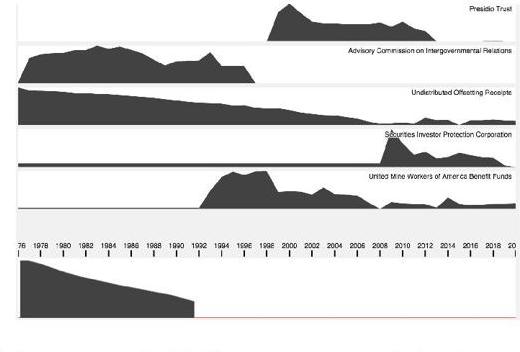 Presidio Trust
Advisory Commission on Intergovernmental Relations
Undistributed Offsetting Receipts
Securities Investor Protection Corporation
United Mine Workers of America Benefit Funds
76 1978 1980 1982 1984 1986 1988 1990 1992 1994 1996 1998 2000 2002 2004 2006 2008 2010 2012 2014 2016 2018 20